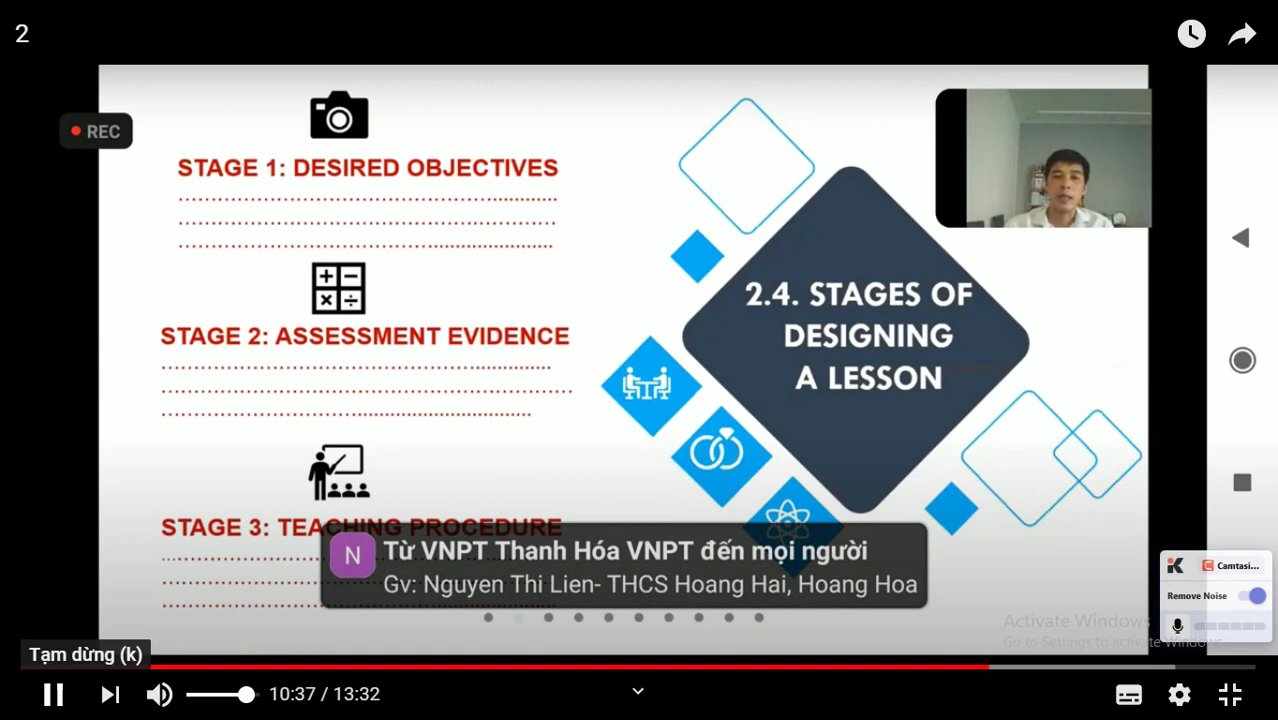 2
REC
STAGE 1: DESIRED OBJECTIVES
STAGE 2: ASSESSMENT EVIDENCE
STAGE 3: TEACHING PROCEDURE
2.4. STAGES OF
DESIGNING
A LESSON
N
Từ VNPT Thanh Hóa VNPT đến mọi người
Gv: Nguyen Thi Lien- THCS Hoang Hai, Hoang Hoa
Camtasi...
Remove Noise
Activate Windows
Go to Settings to activate Windows.
Tạm dừng (k)
10:37 / 13:32